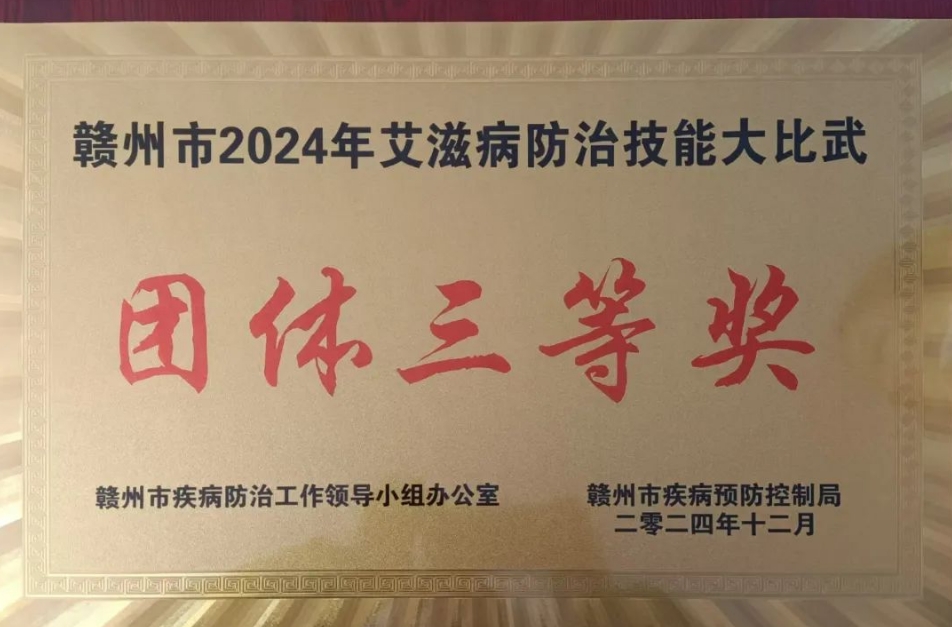 赣州市2024年艾滋病防治技能大比武
团体三等奖
赣州市疾病防治工作领导小组办公室
赣州市疾病预防控制局
二零二四年十二月